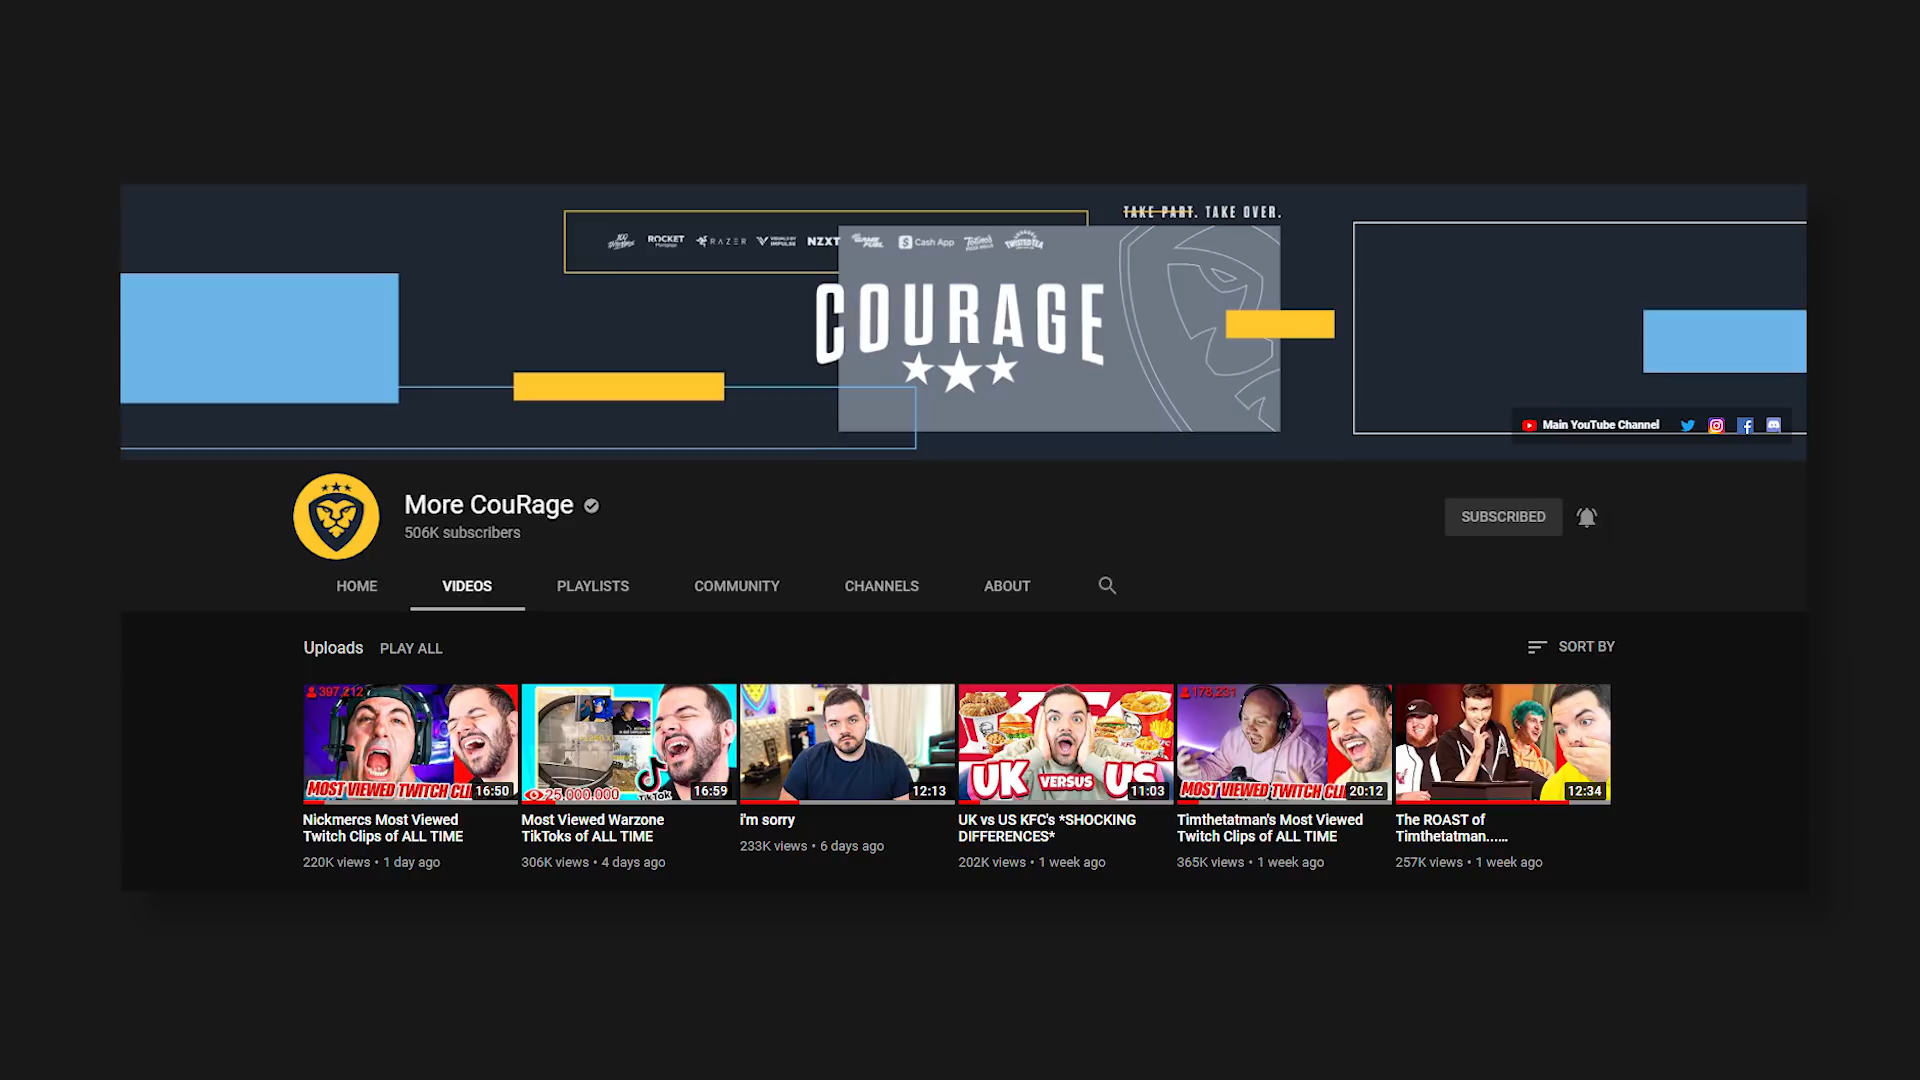 TAKE PART. TAKE OVER.
ROCKET
RAZER
NZXT
GAME FUEL
Cash App
Totino's
TWISTED TEA
COURAGE
Main YouTube Channel
More CouRage
506K subscribers
SUBSCRIBED
HOME
VIDEOS
PLAYLISTS
COMMUNITY
CHANNELS
ABOUT
Uploads
PLAY ALL
SORT BY
397,212
MOST VIEWED TWITCH CLI
16:50
25,000,000
TikTok
16:59
12:13
KFC
UK VERSUS US
11:03
178,231
MOST VIEWED TWITCH CLI
20:12
12:34
Nickmercs Most Viewed
Twitch Clips of ALL TIME
220K views • 1 day ago
Most Viewed Warzone
TikToks of ALL TIME
306K views • 4 days ago
i'm sorry
233K views • 6 days ago
UK vs US KFC's *SHOCKING
DIFFERENCES*
202K views • 1 week ago
Timthetatman's Most Viewed
Twitch Clips of ALL TIME
365K views • 1 week ago
The ROAST of
Timthetatman......
257K views • 1 week ago